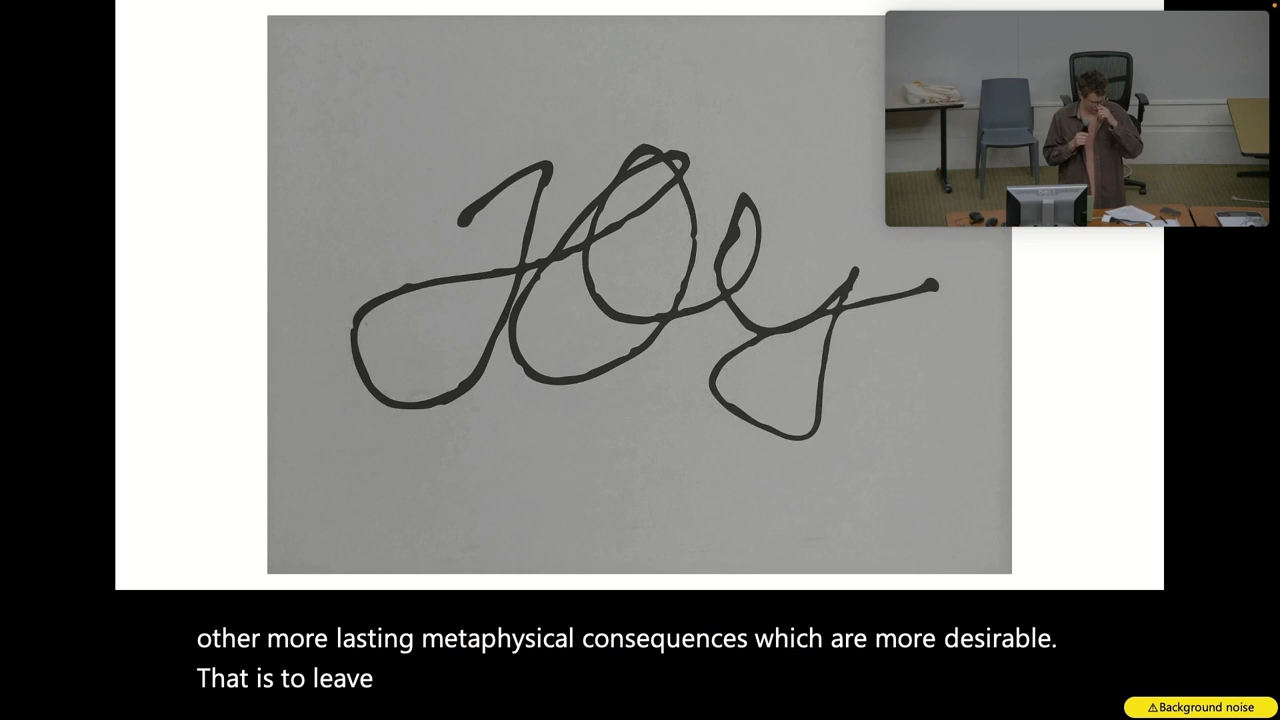 other more lasting metaphysical consequences which are more desirable.
That is to leave
⚠Background noise